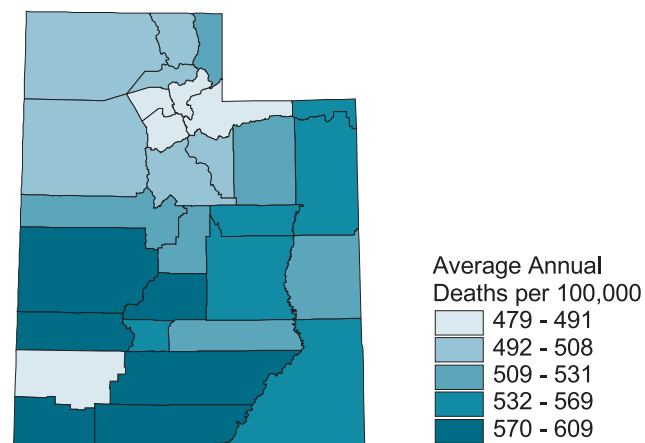 Average Annual
Deaths per 100,000
479 - 491
492 - 508
509 - 531
532 - 569
570 - 609